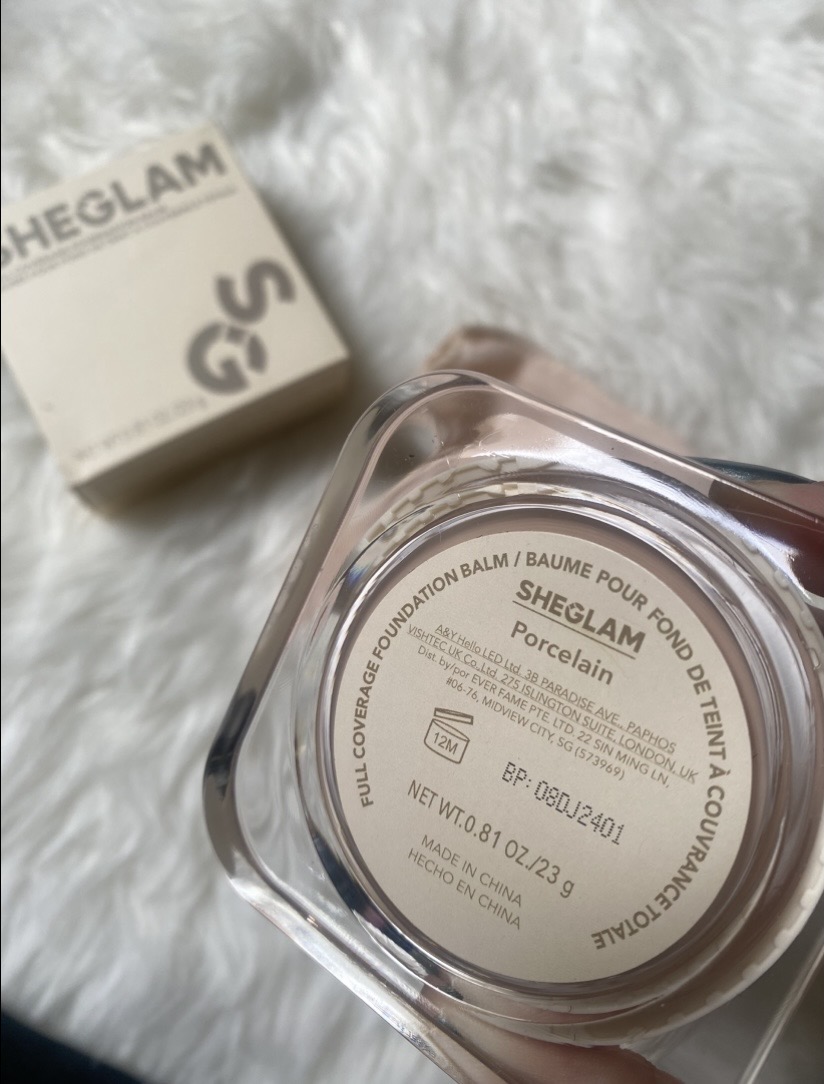 SHEGLAM
SG
FULL COVERAGE FOUNDATION BALM / BAUME POUR FOND DE TEINT À COUVRANCE TOTALE
SHEGLAM
Porcelain
A&Y Hello LED Ltd. 3B PARADISE AVE., PAPHOS
VISHTEC UK Co.,Ltd. 275 ISLINGTON SUITE, LONDON, UK
Dist. by/por EVER FAME PTE. LTD. 22 SIN MING LN,
#06-76, MIDVIEW CITY, SG (573969)
12M
BP: 08DJ2401
NET WT.0.81 OZ./23 g
MADE IN CHINA
HECHO EN CHINA